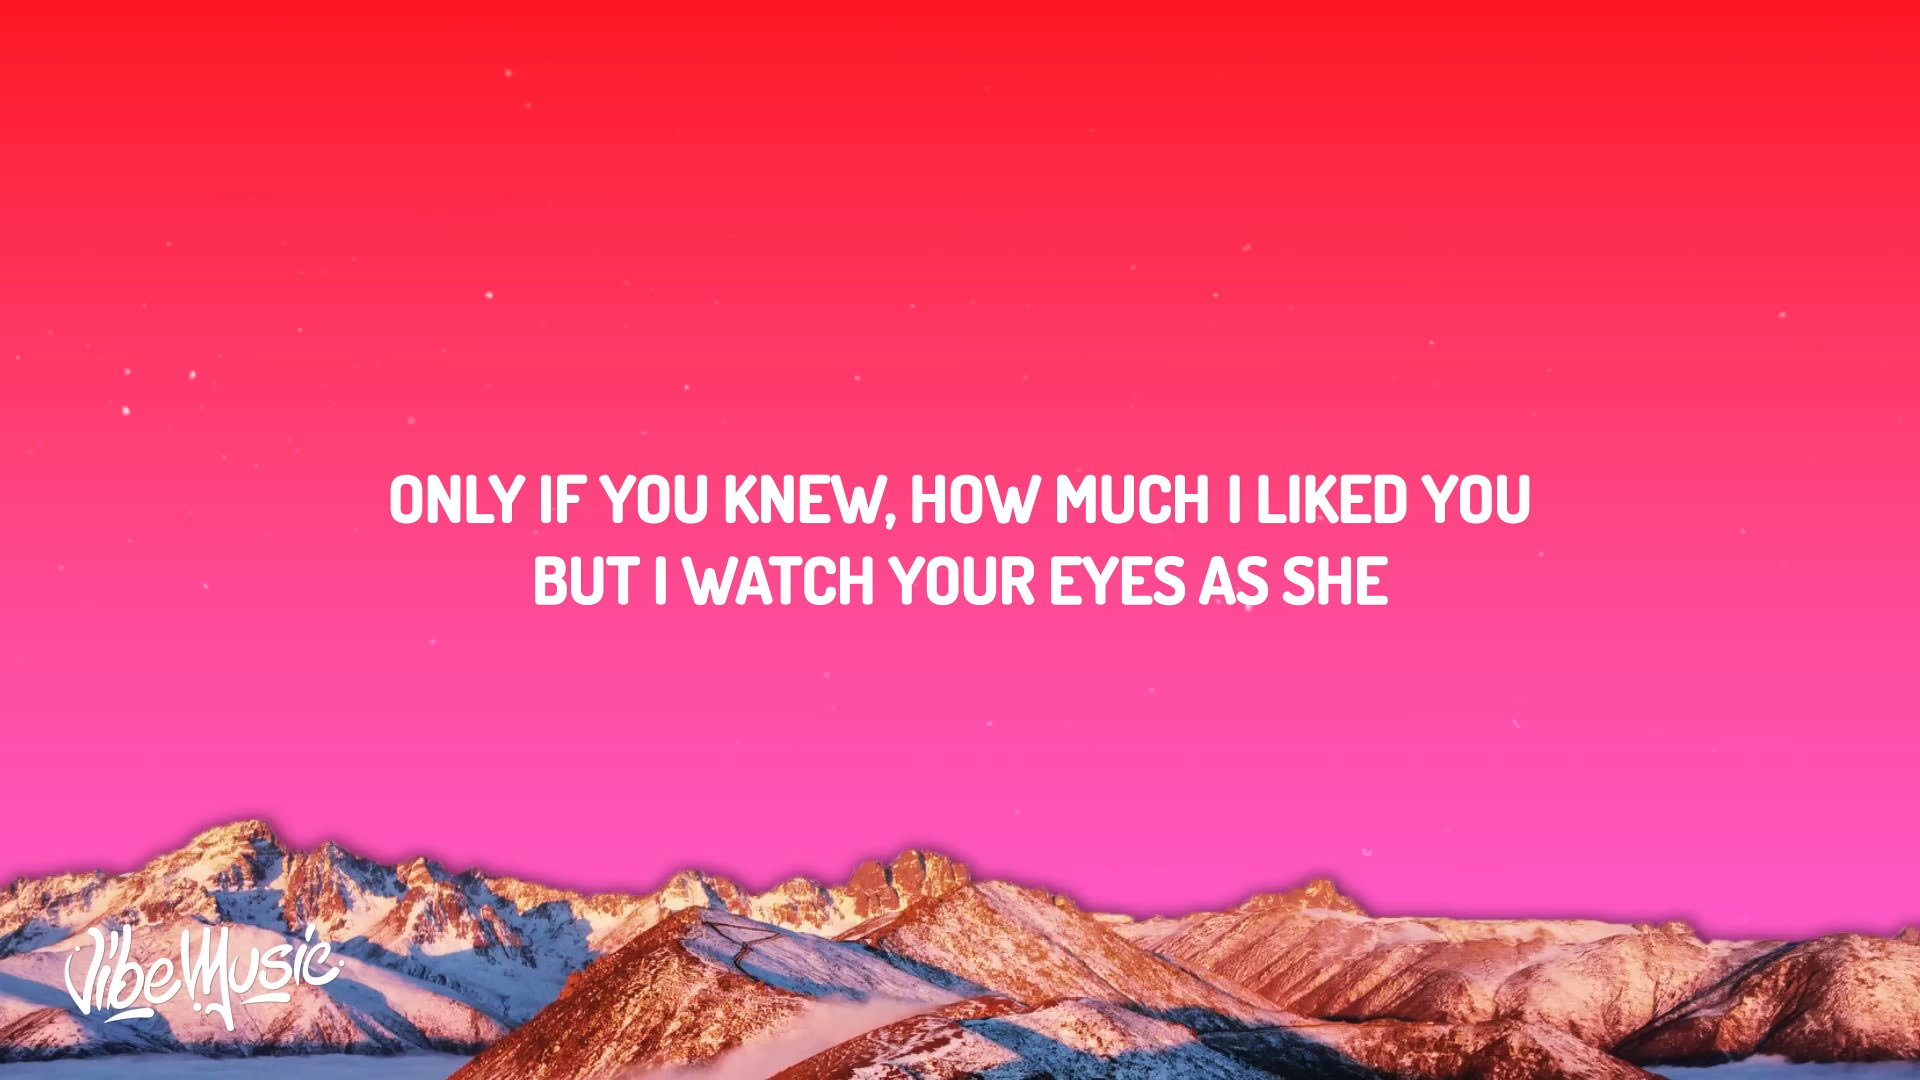 ONLY IF YOU KNEW, HOW MUCH I LIKED YOU
BUT I WATCH YOUR EYES AS SHE
VibeMusic